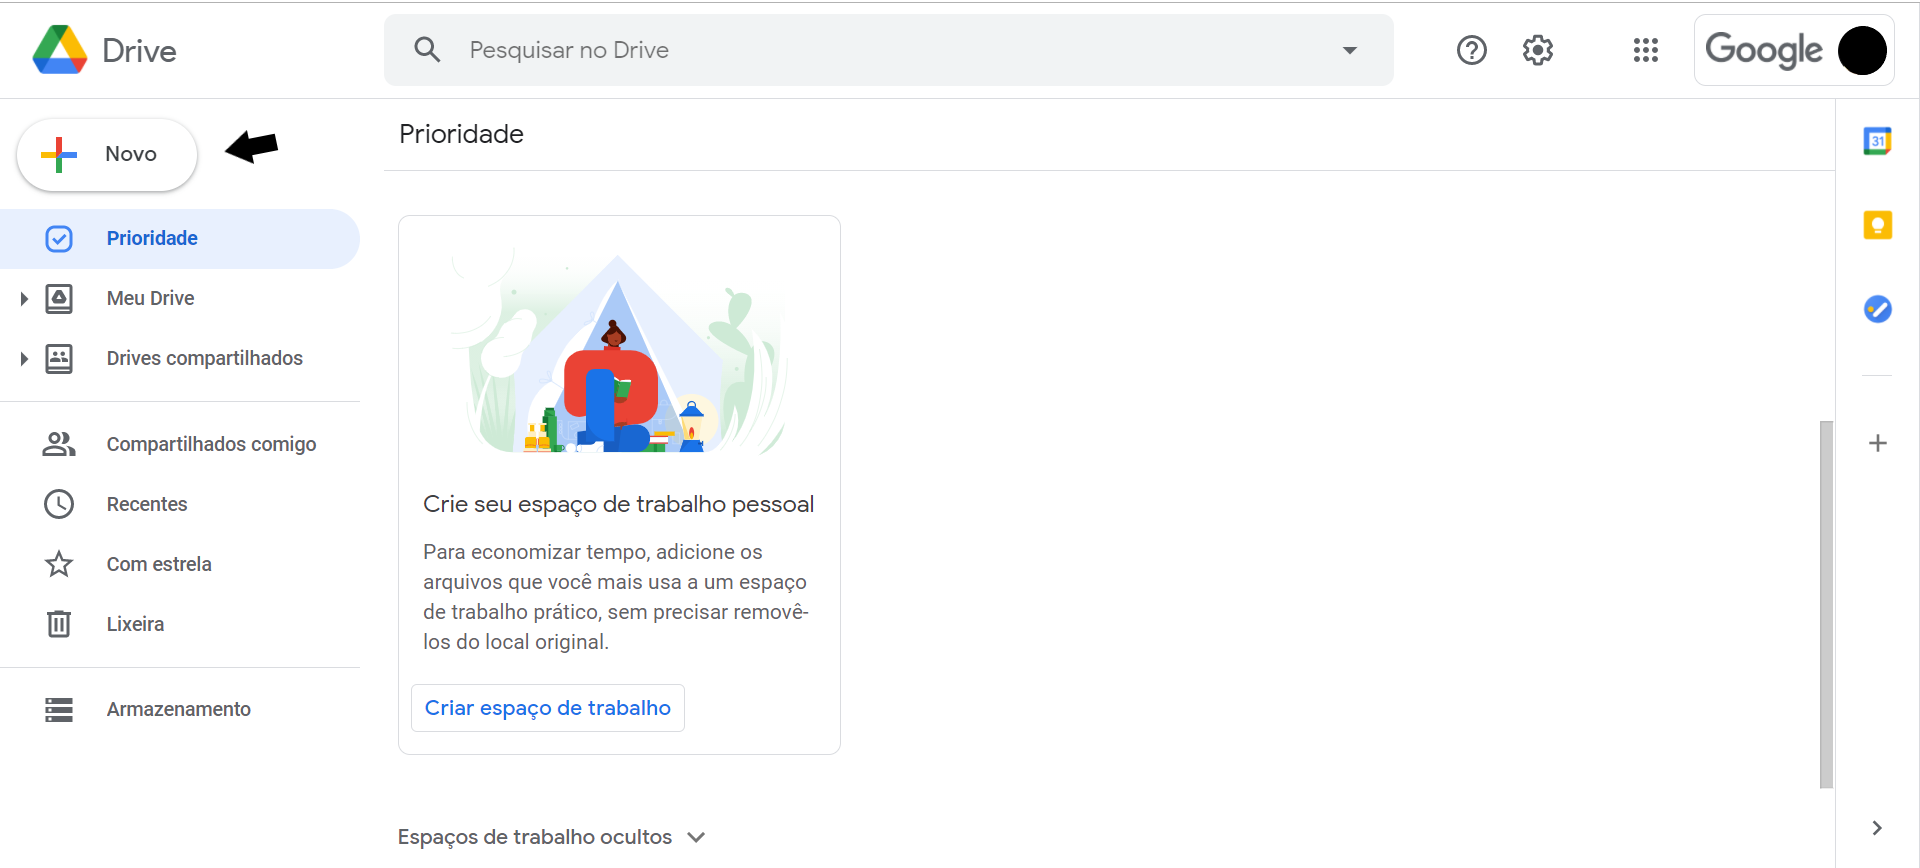 Drive
Pesquisar no Drive
Google
Novo
Prioridade
Meu Drive
Drives compartilhados
Compartilhados comigo
Recentes
Com estrela
Lixeira
Armazenamento
Prioridade
Crie seu espaço de trabalho pessoal
Para economizar tempo, adicione os
arquivos que você mais usa a um espaço
de trabalho prático, sem precisar removê-
los do local original.
Criar espaço de trabalho
Espaços de trabalho ocultos
31